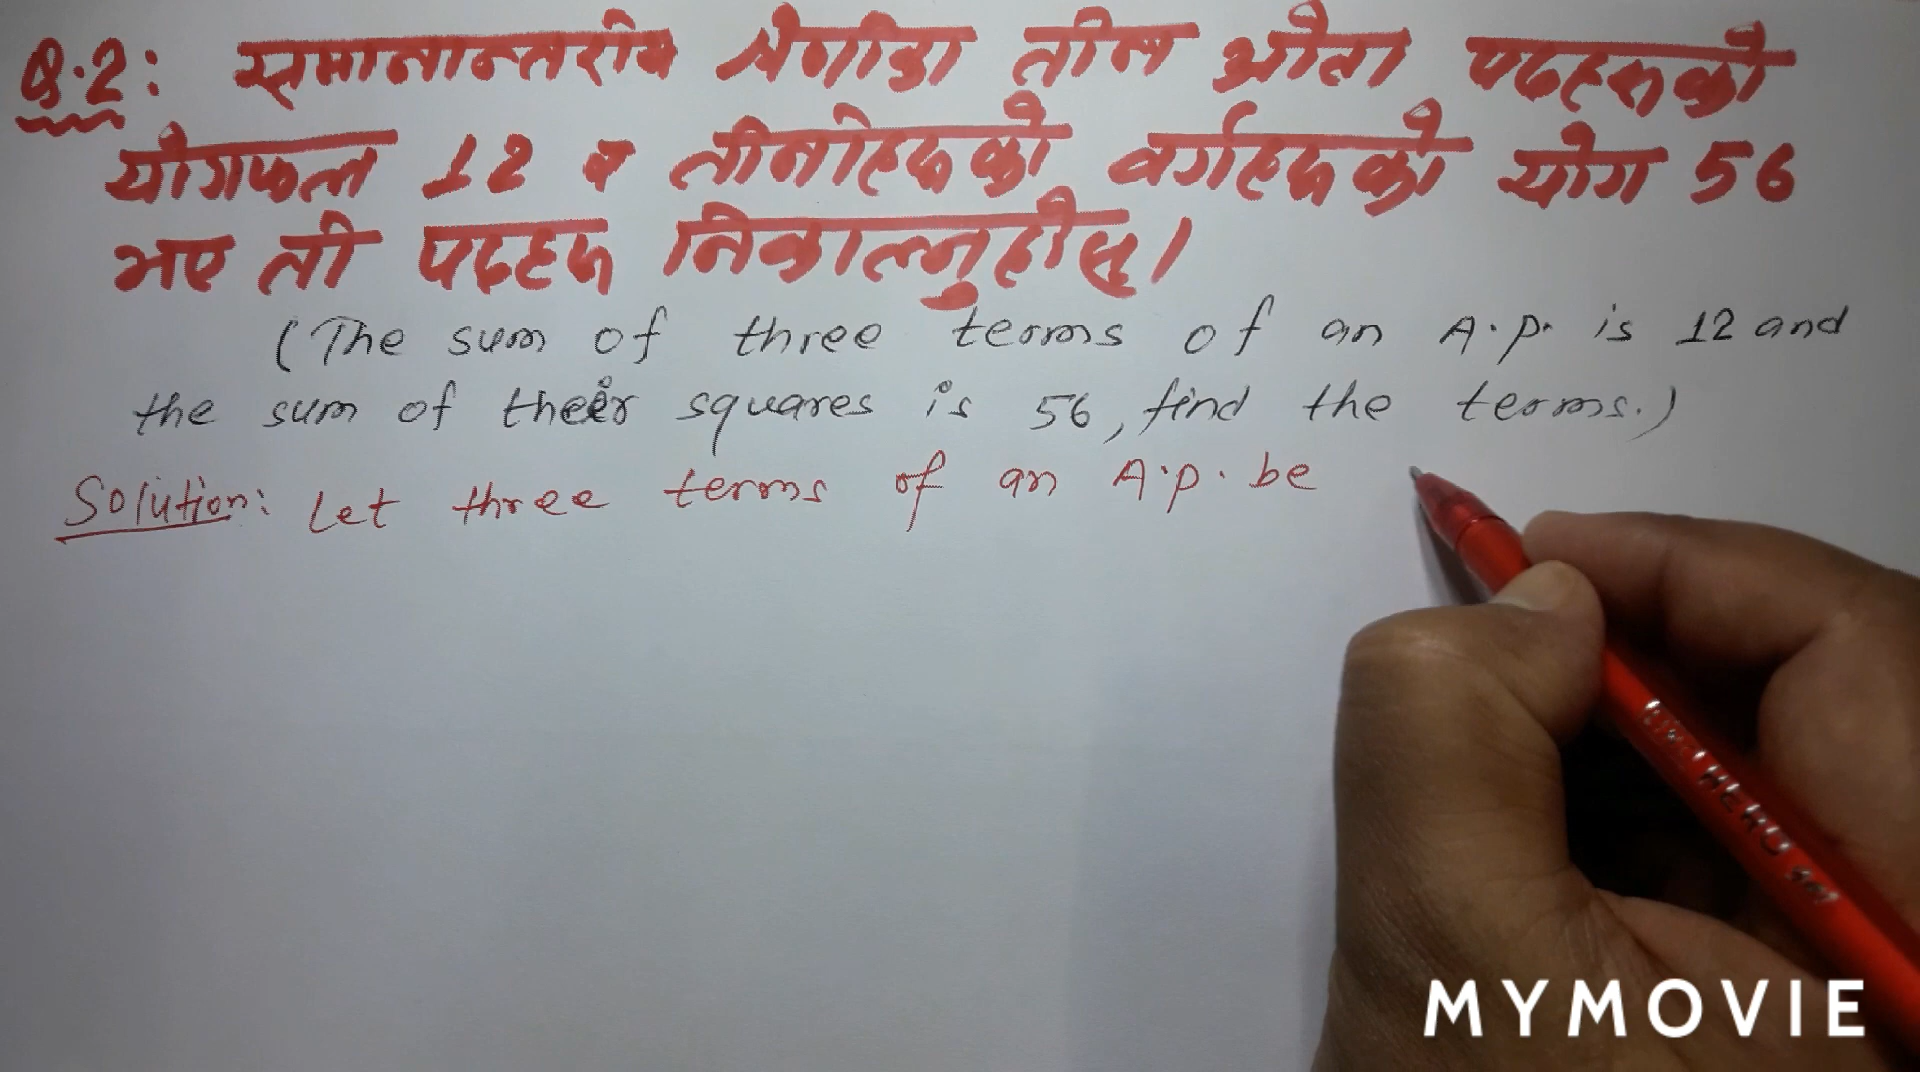 Q.2: समानान्तरीय श्रेणीका तीन ओटा पदहरुको
योगफल 12 र तीनोहरुको वर्गहरुको योग 56
भए ती पदहरु निकाल्नुहोस्।
(The sum of three terms of an A.P. is 12 and
the sum of their squares is 56, find the terms.)
Solution: Let three terms of an A.P. be
MYMOVIE